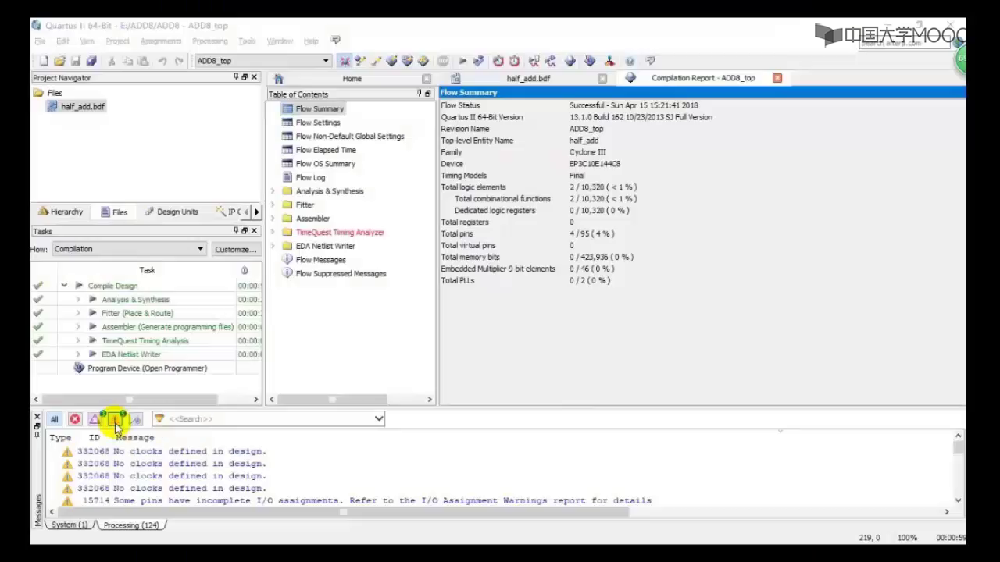 Quartus II 64-Bit - E:/ADD8/ADD8 - ADD8_top
中国大学MOOC
File Edit View Project Assignments Processing Tools Window Help
ADD8_top
Project Navigator
Files
half_add.bdf
Hierarchy Files Design Units IP C
Tasks
Flow: Compilation Customize...
Task
Compile Design 00:00:
Analysis & Synthesis 00:00:
Fitter (Place & Route) 00:00:
Assembler (Generate programming files) 00:00:
TimeQuest Timing Analysis 00:00:
EDA Netlist Writer 00:00:
Program Device (Open Programmer)
Home half_add.bdf Compilation Report - ADD8_top
Table of Contents
Flow Summary
Flow Settings
Flow Non-Default Global Settings
Flow Elapsed Time
Flow OS Summary
Flow Log
Analysis & Synthesis
Fitter
Assembler
TimeQuest Timing Analyzer
EDA Netlist Writer
Flow Messages
Flow Suppressed Messages
Flow Summary
Flow Status Successful - Sun Apr 15 15:21:41 2018
Quartus II 64-Bit Version 13.1.0 Build 162 10/23/2013 SJ Full Version
Revision Name ADD8_top
Top-level Entity Name half_add
Family Cyclone III
Device EP3C10E144C8
Timing Models Final
Total logic elements 2 / 10,320 ( < 1 % )
Total combinational functions 2 / 10,320 ( < 1 % )
Dedicated logic registers 0 / 10,320 ( 0 % )
Total registers 0
Total pins 4 / 95 ( 4 % )
Total virtual pins 0
Total memory bits 0 / 423,936 ( 0 % )
Embedded Multiplier 9-bit elements 0 / 46 ( 0 % )
Total PLLs 0 / 2 ( 0 % )
All <<Search>>
Type ID Message
332068 No clocks defined in design.
332068 No clocks defined in design.
332068 No clocks defined in design.
332068 No clocks defined in design.
15714 Some pins have incomplete I/O assignments. Refer to the I/O Assignment Warnings report for details
Messages
System (1) Processing (124)
219, 0 100% 00:00:59